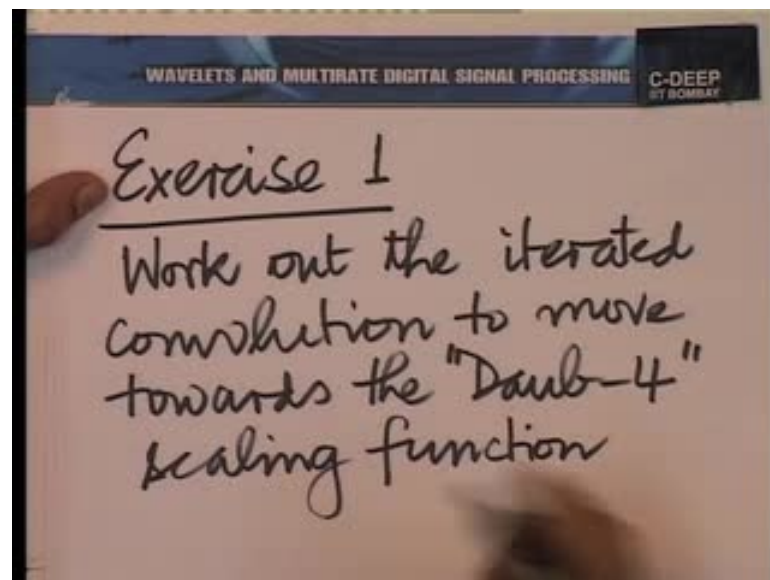 WAVELETS AND MULTIRATE DIGITAL SIGNAL PROCESSING
C-DEEP
IIT BOMBAY
Exercise 1
Work out the iterated
convolution to move
towards the "Daub-4"
scaling function